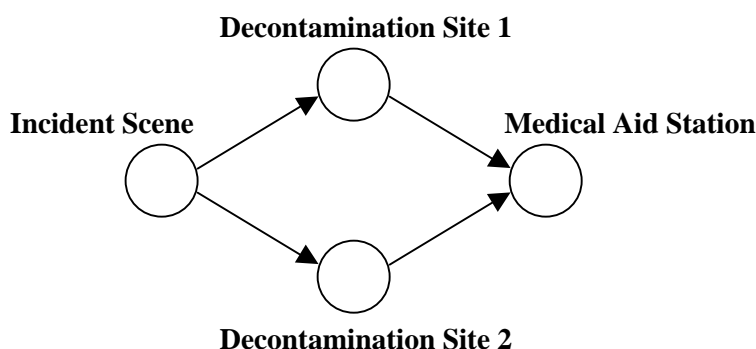 Decontamination Site 1
Incident Scene
Medical Aid Station
Decontamination Site 2